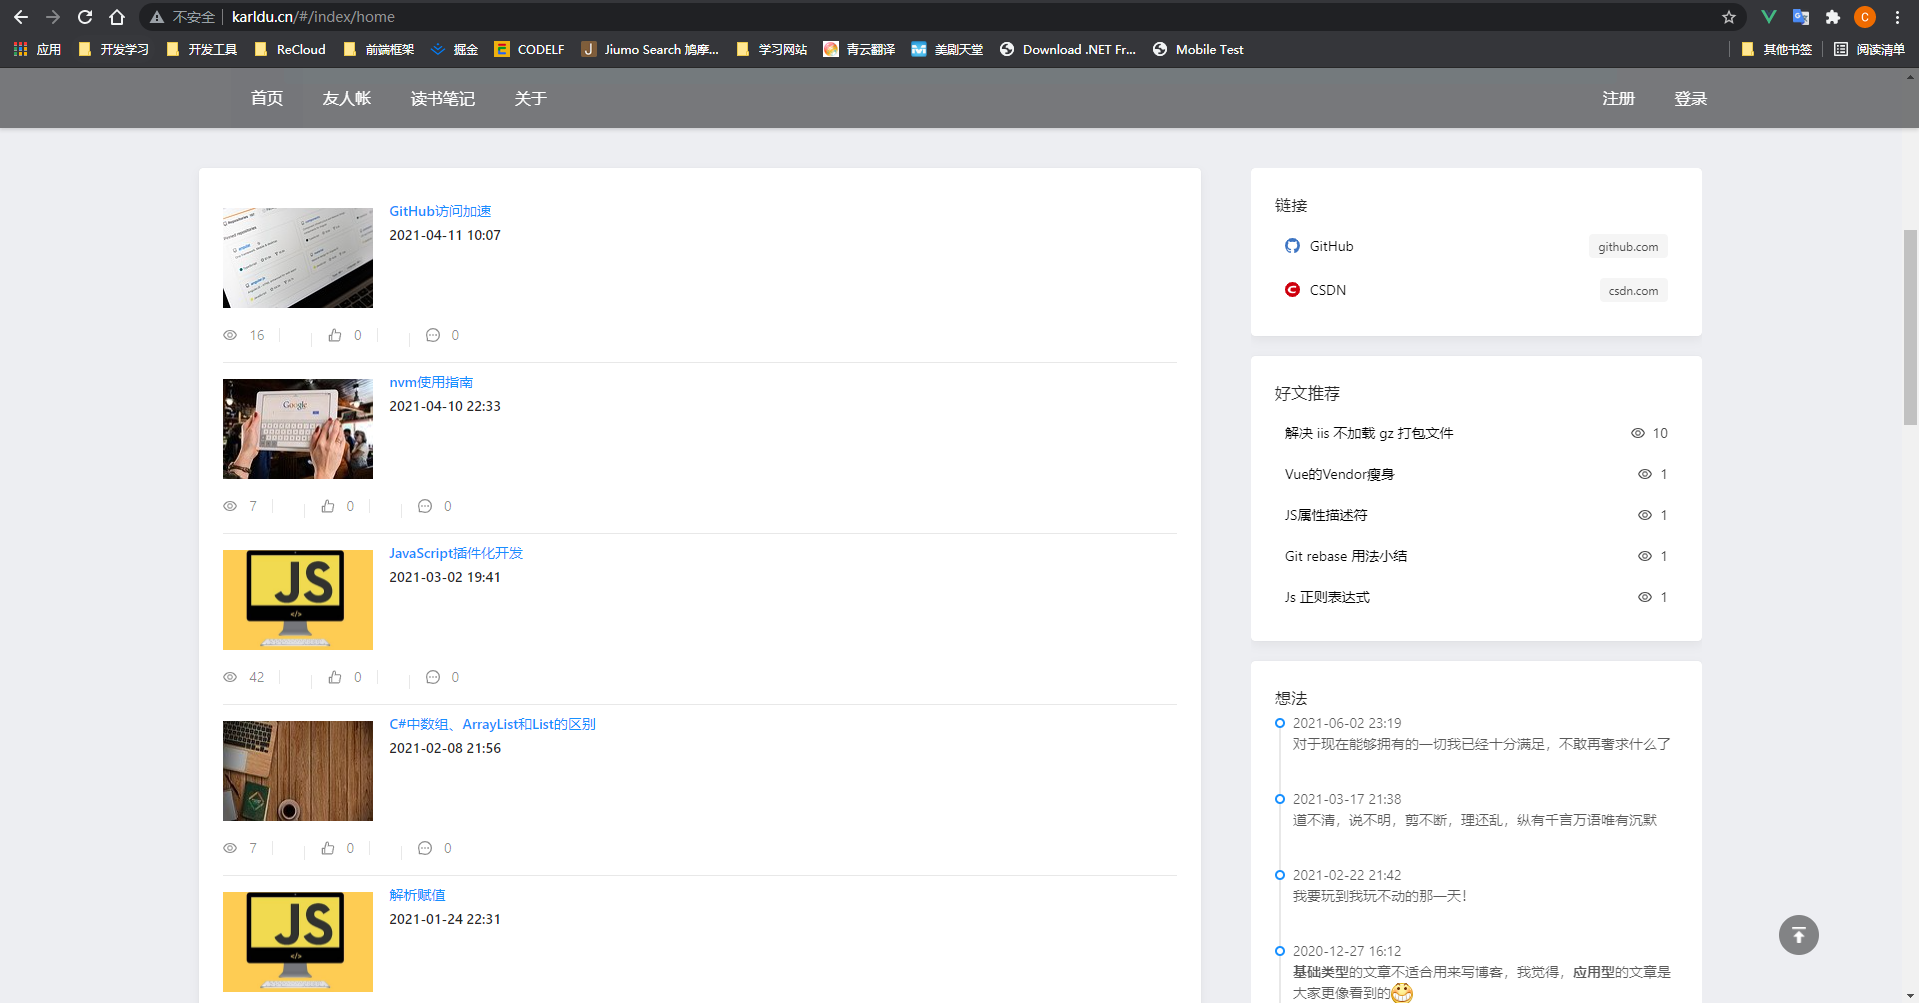 不安全 karldu.cn/#/index/home
应用 开发学习 开发工具 ReCloud 前端框架 掘金 CODELF Jiumo Search 鸠摩... 学习网站 青云翻译 美剧天堂 Download .NET Fr... Mobile Test 其他书签 阅读清单
首页 友人帐 读书笔记 关于 注册 登录
GitHub访问加速
2021-04-11 10:07
16 0 0
nvm使用指南
2021-04-10 22:33
Google
7 0 0
JavaScript插件化开发
2021-03-02 19:41
JS
</>
42 0 0
C#中数组、ArrayList和List的区别
2021-02-08 21:56
7 0 0
解析赋值
2021-01-24 22:31
JS
</>
链接
GitHub github.com
CSDN csdn.com
好文推荐
解决 iis 不加载 gz 打包文件 10
Vue的Vendor瘦身 1
JS属性描述符 1
Git rebase 用法小结 1
Js 正则表达式 1
想法
2021-06-02 23:19
对于现在能够拥有的一切我已经十分满足，不敢再奢求什么了
2021-03-17 21:38
道不清，说不明，剪不断，理还乱，纵有千言万语唯有沉默
2021-02-22 21:42
我要玩到我玩不动的那一天！
2020-12-27 16:12
基础类型的文章不适合用来写博客，我觉得，应用型的文章是
大家更像看到的